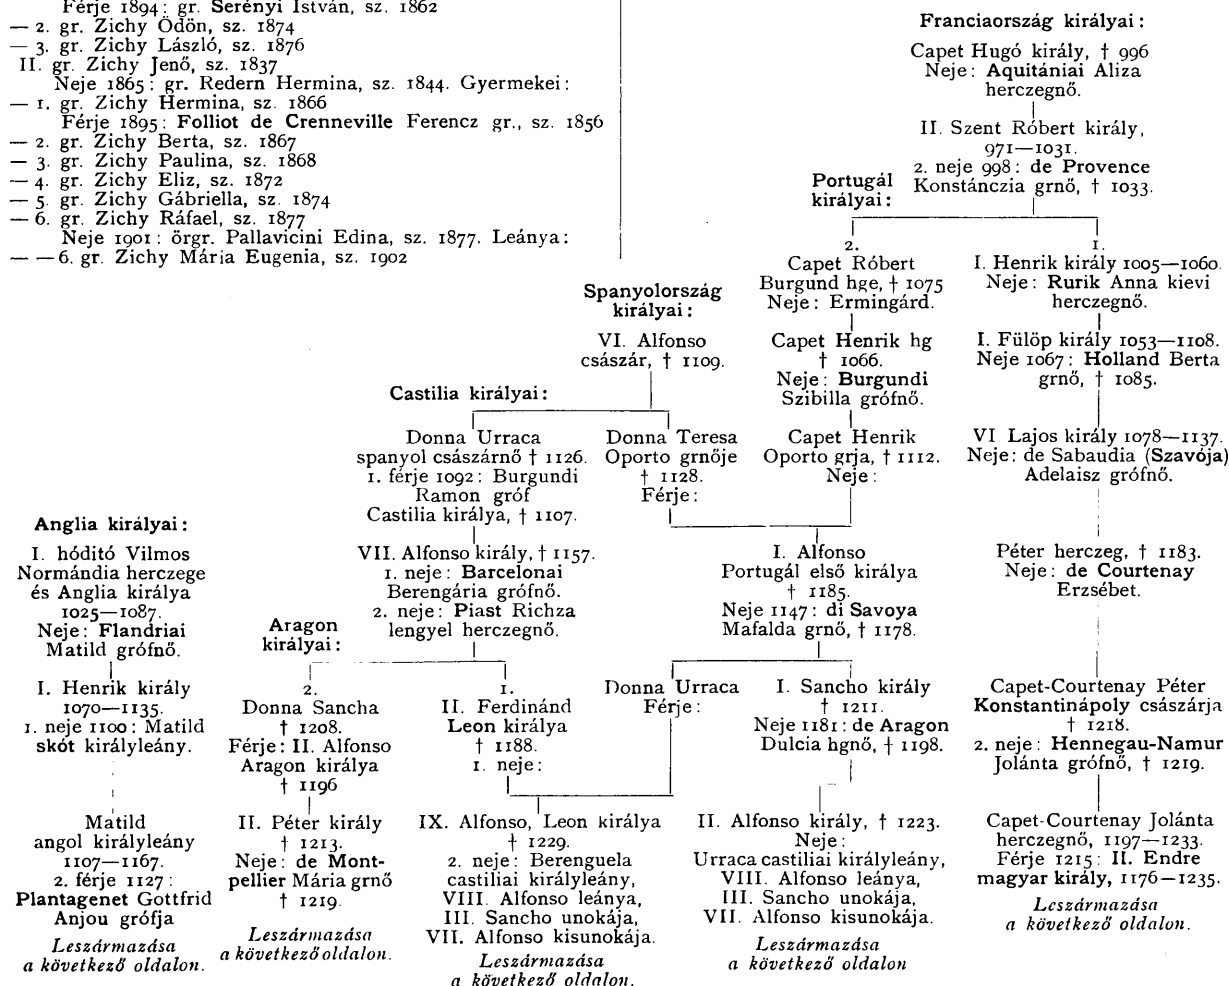 Férje 1894: gr. Serényi István, sz. 1862
— 2. gr. Zichy Ödön, sz. 1874
— 3. gr. Zichy László, sz. 1876
II. gr. Zichy Jenő, sz. 1837
Neje 1865: gr. Redern Hermina, sz. 1844. Gyermekei:
— 1. gr. Zichy Hermina, sz. 1866
Férje 1895: Folliot de Crenneville Ferencz gr., sz. 1856
— 2. gr. Zichy Berta, sz. 1867
— 3. gr. Zichy Paulina, sz. 1868
— 4. gr. Zichy Eliz, sz. 1872
— 5. gr. Zichy Gábriella, sz. 1874
— 6. gr. Zichy Ráfael, sz. 1877
Neje 1901: örgr. Pallavicini Edina, sz. 1877. Leánya:
— — 6. gr. Zichy Mária Eugenia, sz. 1902
Franciaország királyai:
Capet Hugó király, † 996
Neje: Aquitániai Aliza
herczegnő.
II. Szent Róbert király,
971—1031.
2. neje 998: de Provence
Konstánczia grnő, † 1033.
Portugál
királyai:
2.
Capet Róbert
Burgund hge, † 1075
Neje: Ermingárd.
1.
I. Henrik király 1005—1060.
Neje: Rurik Anna kievi
herczegnő.
Spanyolország
királyai:
VI. Alfonso
császár, † 1109.
Capet Henrik hg
† 1066.
Neje: Burgundi
Szibilla grófnő.
I. Fülöp király 1053—1108.
Neje 1067: Holland Berta
grnő, † 1085.
Castilia királyai:
Donna Urraca
spanyol császárnő † 1126.
1. férje 1092: Burgundi
Ramon gróf
Castilia királya, † 1107.
Donna Teresa
Oporto grnője
† 1128.
Férje:
Capet Henrik
Oporto grja, † 1112.
Neje:
VI Lajos király 1078—1137.
Neje: de Sabaudia (Szavója)
Adelaisz grófnő.
Anglia királyai:
I. hóditó Vilmos
Normándia herczege
és Anglia királya
1025—1087.
Neje: Flandriai
Matild grófnő.
VII. Alfonso király, † 1157.
1. neje: Barcelonai
Berengária grófnő.
2. neje: Piast Richza
lengyel herczegnő.
I. Alfonso
Portugál első királya
† 1185.
Neje 1147: di Savoya
Mafalda grnő, † 1178.
Péter herczeg, † 1183.
Neje: de Courtenay
Erzsébet.
Aragon
királyai:
I. Henrik király
1070—1135.
1. neje 1100: Matild
skót királyleány.
2.
Donna Sancha
† 1208.
Férje: II. Alfonso
Aragon királya
† 1196
1.
II. Ferdinánd
Leon királya
† 1188.
1. neje:
Donna Urraca
Férje:
I. Sancho király
† 1211.
Neje 1181: de Aragon
Dulcia hgnő, † 1198.
Capet-Courtenay Péter
Konstantinápoly császárja
† 1218.
2. neje: Hennegau-Namur
Jolánta grófnő, † 1219.
Matild
angol királyleány
1107—1167.
2. férje 1127:
Plantagenet Gottfrid
Anjou grófja
Leszármazása
a következő oldalon.
II. Péter király
† 1213.
Neje: de Mont-
pellier Mária grnő
† 1219.
Leszármazása
a következő oldalon.
IX. Alfonso, Leon királya
† 1229.
2. neje: Berenguela
castiliai királyleány,
VIII. Alfonso leánya,
III. Sancho unokája,
VII. Alfonso kisunokája.
Leszármazása
a következő oldalon.
II. Alfonso király, † 1223.
Neje:
Urraca castiliai királyleány,
VIII. Alfonso leánya,
III. Sancho unokája,
VII. Alfonso kisunokája.
Leszármazása
a következő oldalon
Capet-Courtenay Jolánta
herczegnő, 1197—1233.
Férje 1215: II. Endre
magyar király, 1176—1235.
Leszármazása
a következő oldalon.